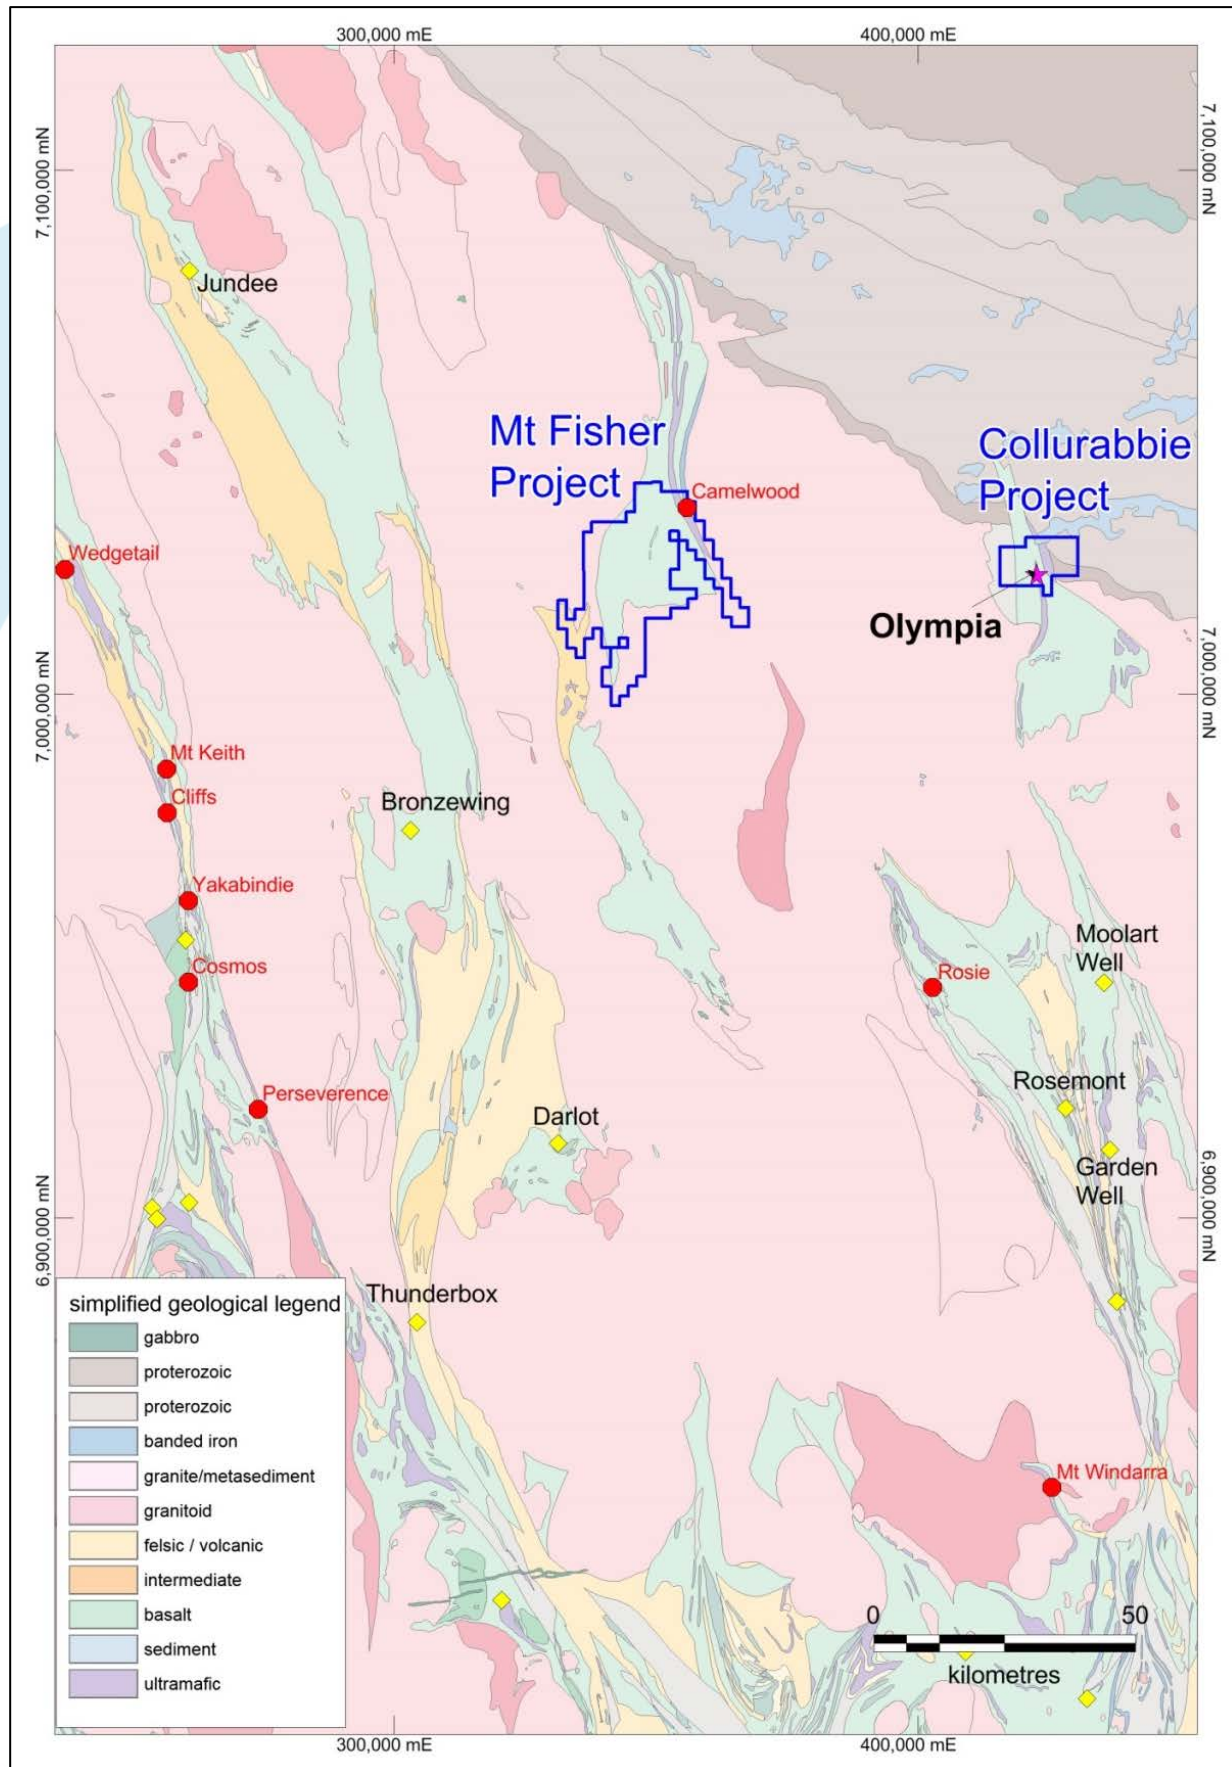 300,000 mE
400,000 mE
7,100,000 mN
7,100,000 mN
Jundee
Mt Fisher
Project
Collurabbie
Project
Camelwood
Wedgetail
Olympia
7,000,000 mN
7,000,000 mN
Mt Keith
Cliffs
Bronzewing
Yakabindie
Moolart
Well
Cosmos
Rosie
Perseverence
Rosemont
Darlot
Garden
Well
6,900,000 mN
6,900,000 mN
Thunderbox
simplified geological legend
gabbro
proterozoic
proterozoic
banded iron
granite/metasediment
granitoid
felsic / volcanic
intermediate
basalt
sediment
ultramafic
Mt Windarra
0
50
kilometres
300,000 mE
400,000 mE